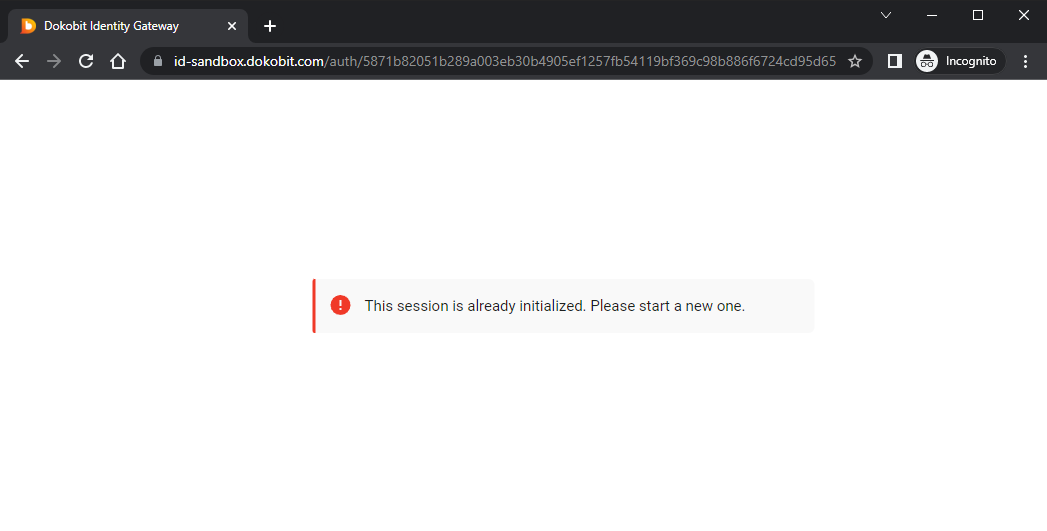 Dokobit Identity Gateway
id-sandbox.dokobit.com/auth/5871b82051b289a003eb30b4905ef1257fb54119bf369c98b886f6724cd95d65
Incognito
This session is already initialized. Please start a new one.